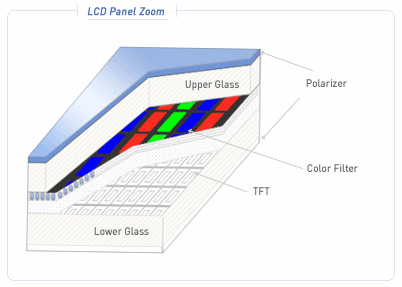 LCD Panel Zoom
Upper Glass
Polarizer
Color Filter
TFT
Lower Glass